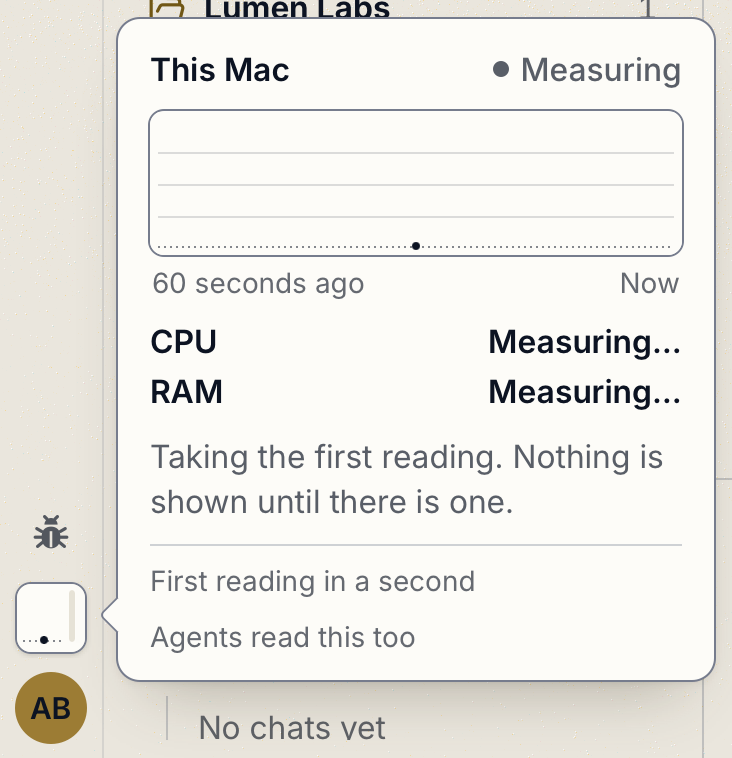 Lumen Labs 1
This Mac
Measuring
60 seconds ago
Now
CPU
Measuring...
RAM
Measuring...
Taking the first reading. Nothing is
shown until there is one.
First reading in a second
Agents read this too
AB
No chats yet